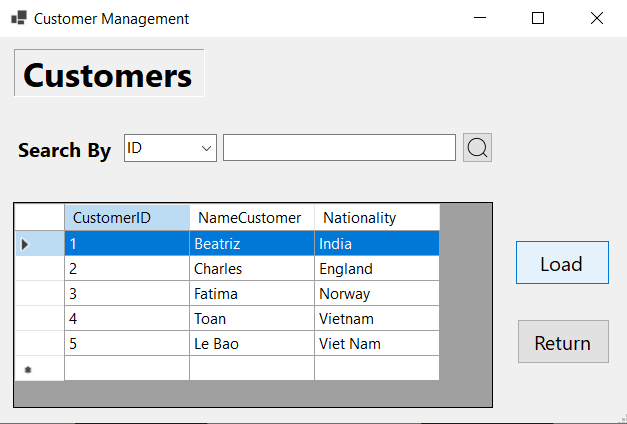 Customer Management
Customers
Search By ID
CustomerID NameCustomer Nationality
1 Beatriz India
2 Charles England
3 Fatima Norway
4 Toan Vietnam
5 Le Bao Viet Nam
Load
Return